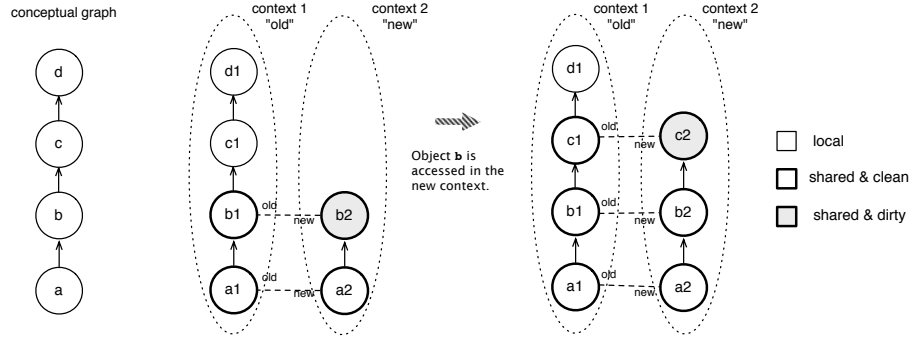 conceptual graph
d
c
b
a
context 1
"old"
context 2
"new"
d1
c1
b1
old
new
b2
a1
old
new
a2
Object b is
accessed in the
new context.
context 1
"old"
context 2
"new"
d1
c1
old
new
c2
b1
old
new
b2
a1
old
new
a2
local
shared & clean
shared & dirty